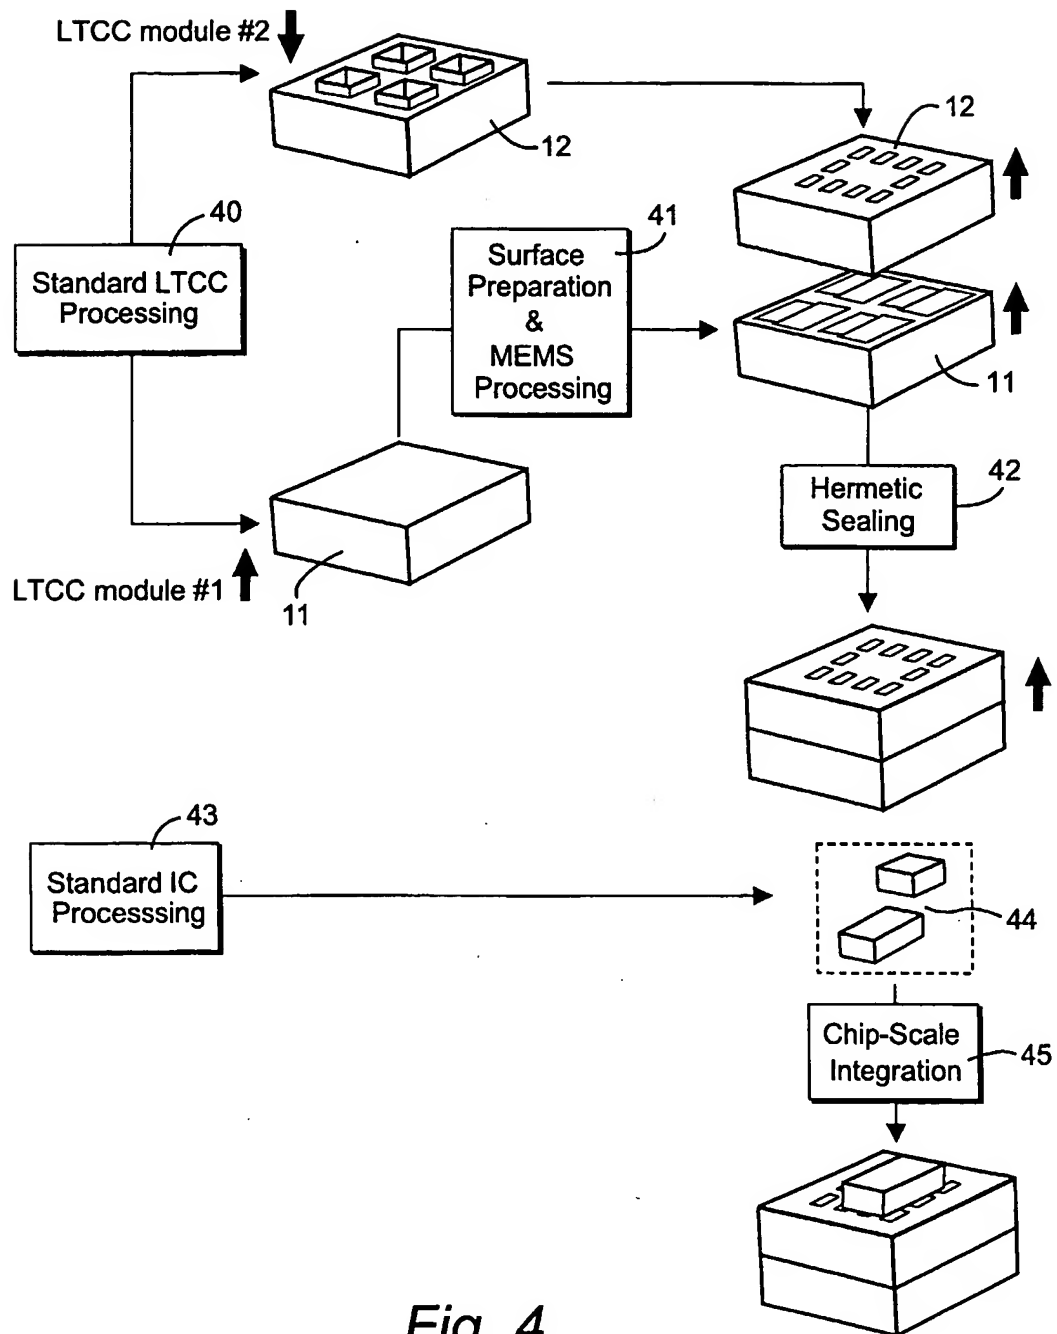 LTCC module #2
12
12
40
Standard LTCC
Processing
41
Surface
Preparation
&
MEMS
Processing
11
LTCC module #1
11
42
Hermetic
Sealing
43
Standard IC
Processsing
44
Chip-Scale
Integration
45
Fig. 4